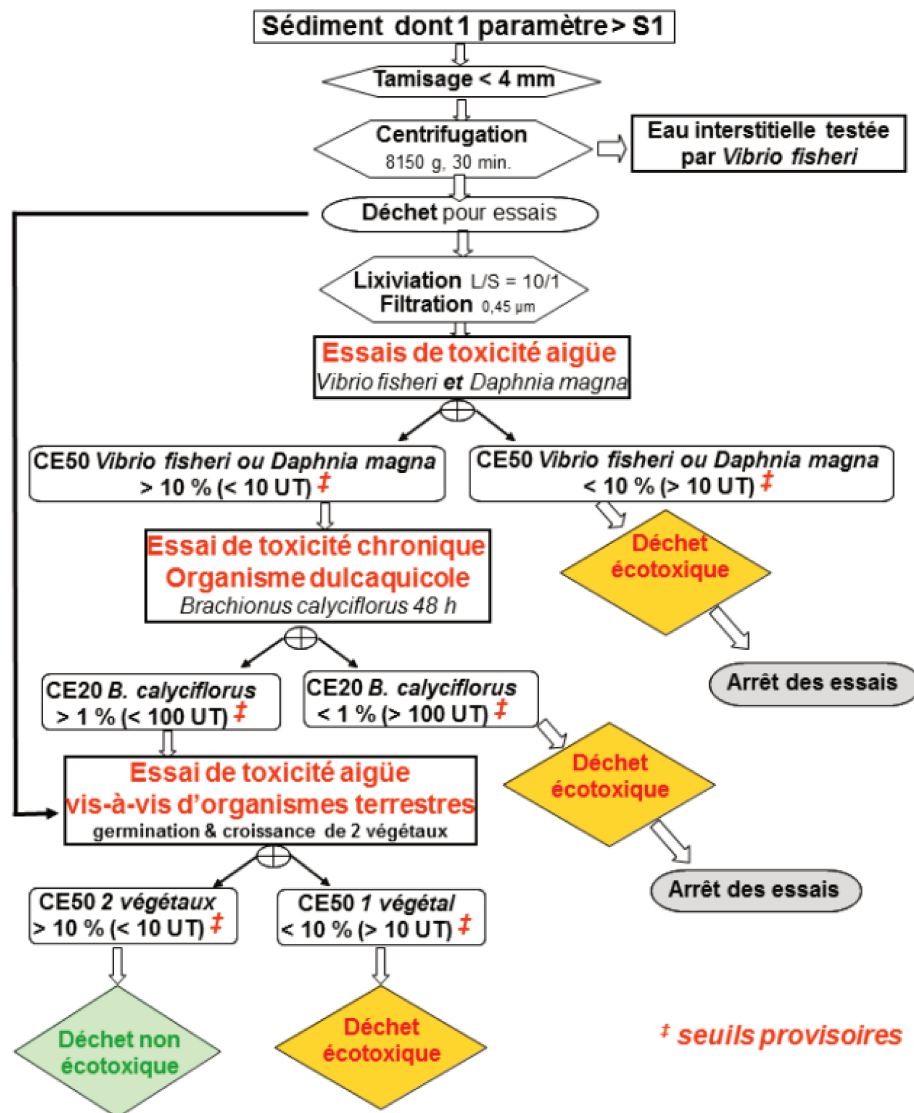 Sédiment dont 1 paramètre > S1
Tamisage < 4 mm
Centrifugation
8150 g, 30 min.
Eau interstitielle testée
par Vibrio fisheri
Déchet pour essais
Lixiviation L/S = 10/1
Filtration 0,45 µm
Essais de toxicité aigüe
Vibrio fisheri et Daphnia magna
CE50 Vibrio fisheri ou Daphnia magna
> 10 % (< 10 UT) ‡
CE50 Vibrio fisheri ou Daphnia magna
< 10 % (> 10 UT) ‡
Essai de toxicité chronique
Organisme dulcaquicole
Brachionus calyciflorus 48 h
Déchet
écotoxique
Arrêt des essais
CE20 B. calyciflorus
> 1 % (< 100 UT) ‡
CE20 B. calyciflorus
< 1 % (> 100 UT) ‡
Essai de toxicité aigüe
vis-à-vis d'organismes terrestres
germination & croissance de 2 végétaux
Déchet
écotoxique
Arrêt des essais
CE50 2 végétaux
> 10 % (< 10 UT) ‡
CE50 1 végétal
< 10 % (> 10 UT) ‡
Déchet non
écotoxique
Déchet
écotoxique
‡ seuils provisoires